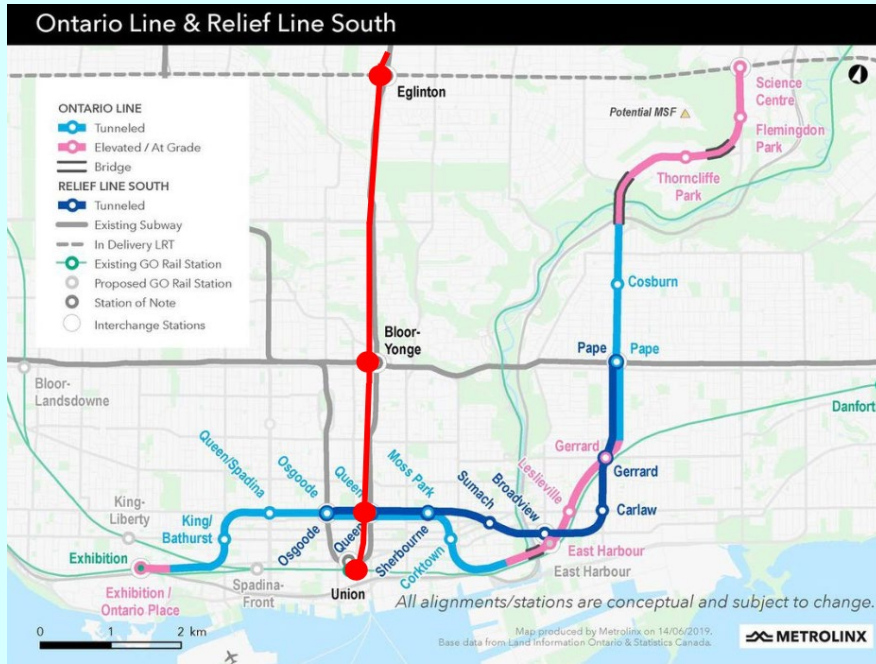 Ontario Line & Relief Line South
ONTARIO LINE
Tunneled
Elevated / At Grade
Bridge
RELIEF LINE SOUTH
Tunneled
Existing Subway
In Delivery LRT
Existing GO Rail Station
Proposed GO Rail Station
Station of Note
Interchange Stations
Eglinton
Potential MSF
Science
Centre
Flemingdon
Park
Thorncliffe
Park
Cosburn
Bloor-
Yonge
Pape
Pape
Bloor-
Landsdowne
Danfort
Queen/Spadina
Osgoode
Queen
Moss Park
Sumach
Broadview
Leslieville
Gerrard
Gerrard
Carlaw
King-
Liberty
King/
Bathurst
Osgoode
Queen
Sherbourne
Corktown
East Harbour
East Harbour
Exhibition
Exhibition /
Ontario Place
Spadina-
Front
Union
All alignments/stations are conceptual and subject to change.
0 1 2 km
Map produced by Metrolinx on 14/06/2019.
Base data from Land Information Ontario & Statistics Canada.
METROLINX